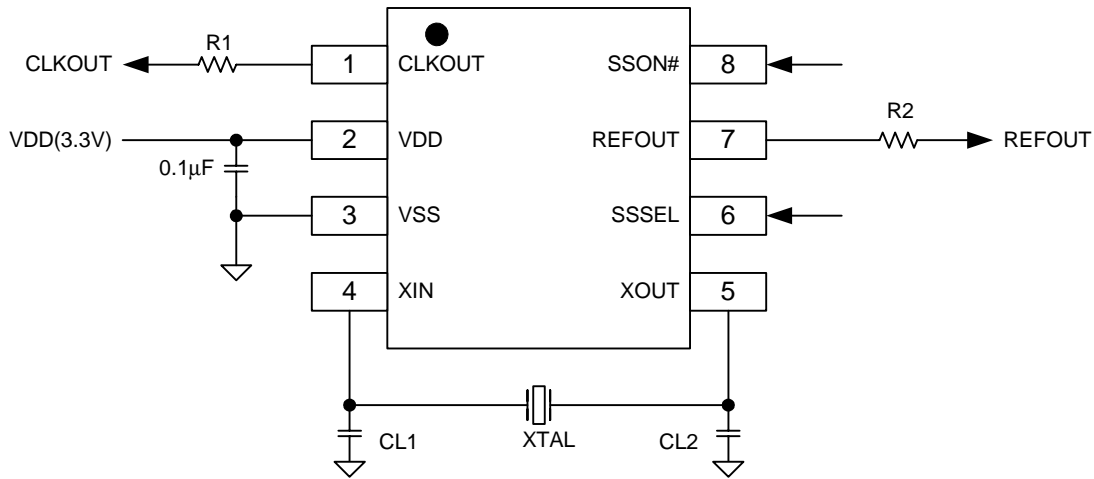 R1
CLKOUT
1
CLKOUT
SSON#
8
R2
VDD(3.3V)
2
VDD
REFOUT
7
REFOUT
0.1μF
3
VSS
SSSEL
6
4
XIN
XOUT
5
CL1
XTAL
CL2